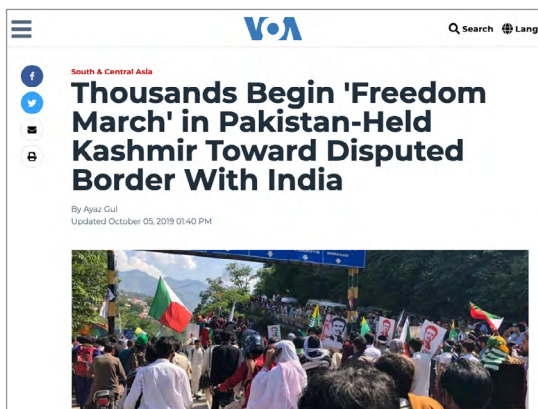 VOA
Search
Lang
South & Central Asia
Thousands Begin 'Freedom
March' in Pakistan-Held
Kashmir Toward Disputed
Border With India
By Ayaz Gul
Updated October 05, 2019 01:40 PM